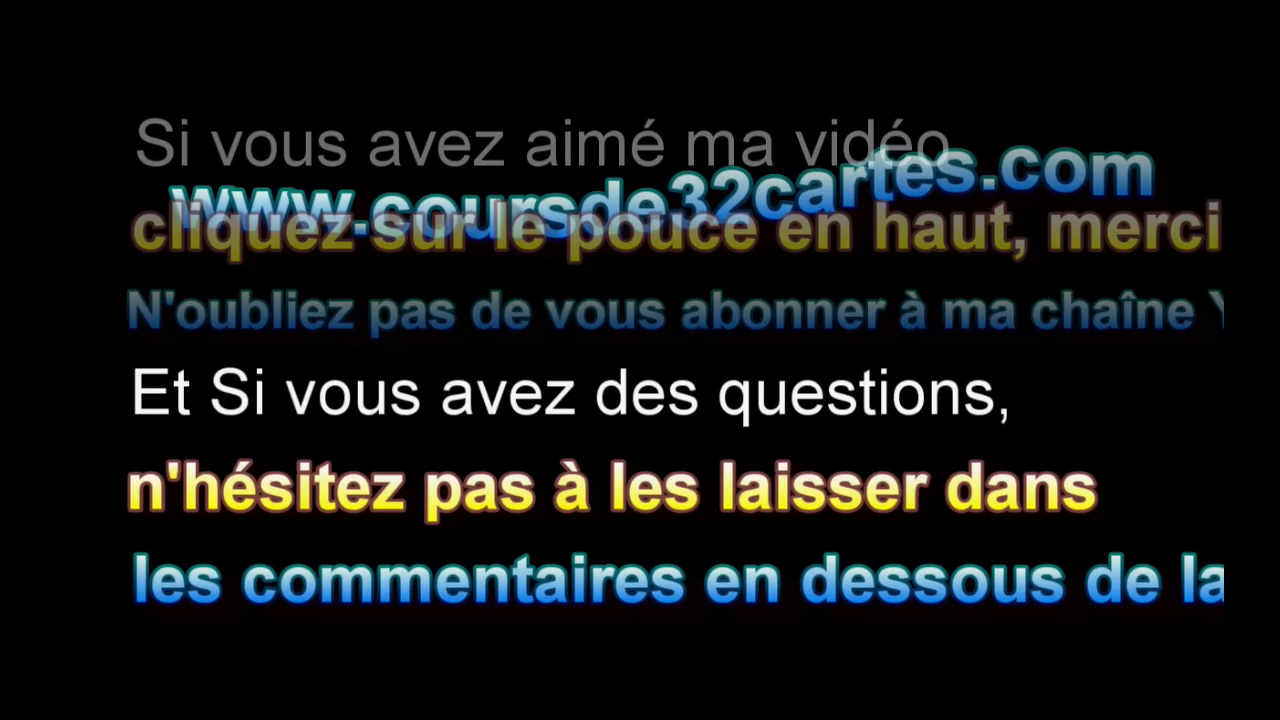 Si vous avez aimé ma vidéo
www.coursde32cartes.com
cliquez sur le pouce en haut, merci
N'oubliez pas de vous abonner à ma chaîne
Et Si vous avez des questions,
n'hésitez pas à les laisser dans
les commentaires en dessous de la